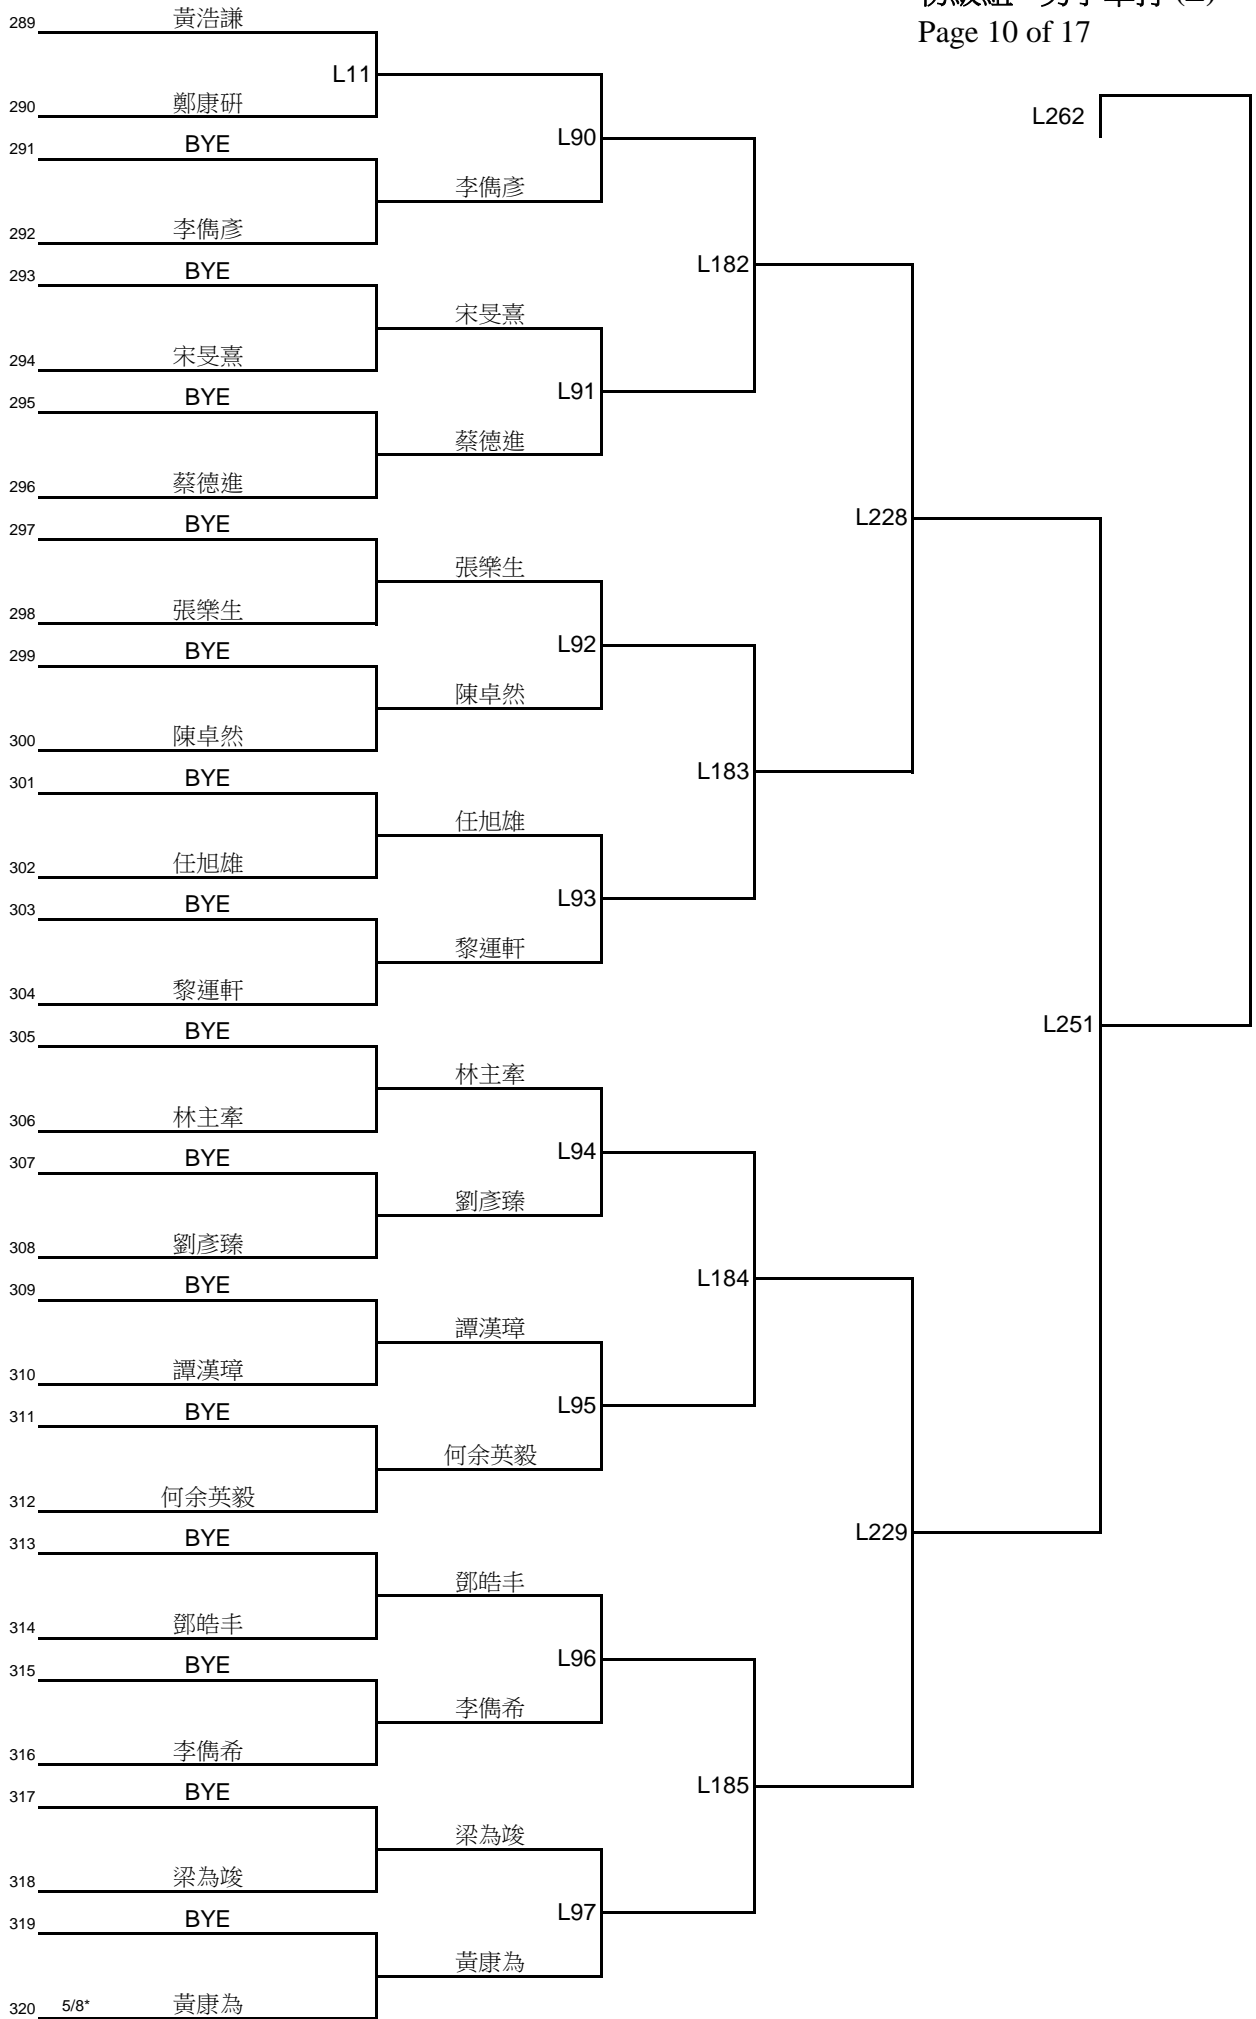 Page 10 of 17
289 黃浩謙
L11
290 鄭康硏
291 BYE
L90
李儁彥
292 李儁彥
293 BYE
L182
宋旻熹
294 宋旻熹
295 BYE
L91
蔡德進
296 蔡德進
297 BYE
L228
張樂生
298 張樂生
299 BYE
L92
陳卓然
300 陳卓然
301 BYE
L183
任旭雄
302 任旭雄
303 BYE
L93
黎運軒
304 黎運軒
305 BYE
L251
林主牽
306 林主牽
307 BYE
L94
劉彥臻
308 劉彥臻
309 BYE
L184
譚漢璋
310 譚漢璋
311 BYE
L95
何余英毅
312 何余英毅
313 BYE
L229
鄧皓丰
314 鄧皓丰
315 BYE
L96
李儁希
316 李儁希
317 BYE
L185
梁為竣
318 梁為竣
319 BYE
L97
黃康為
320 5/8* 黃康為
L262